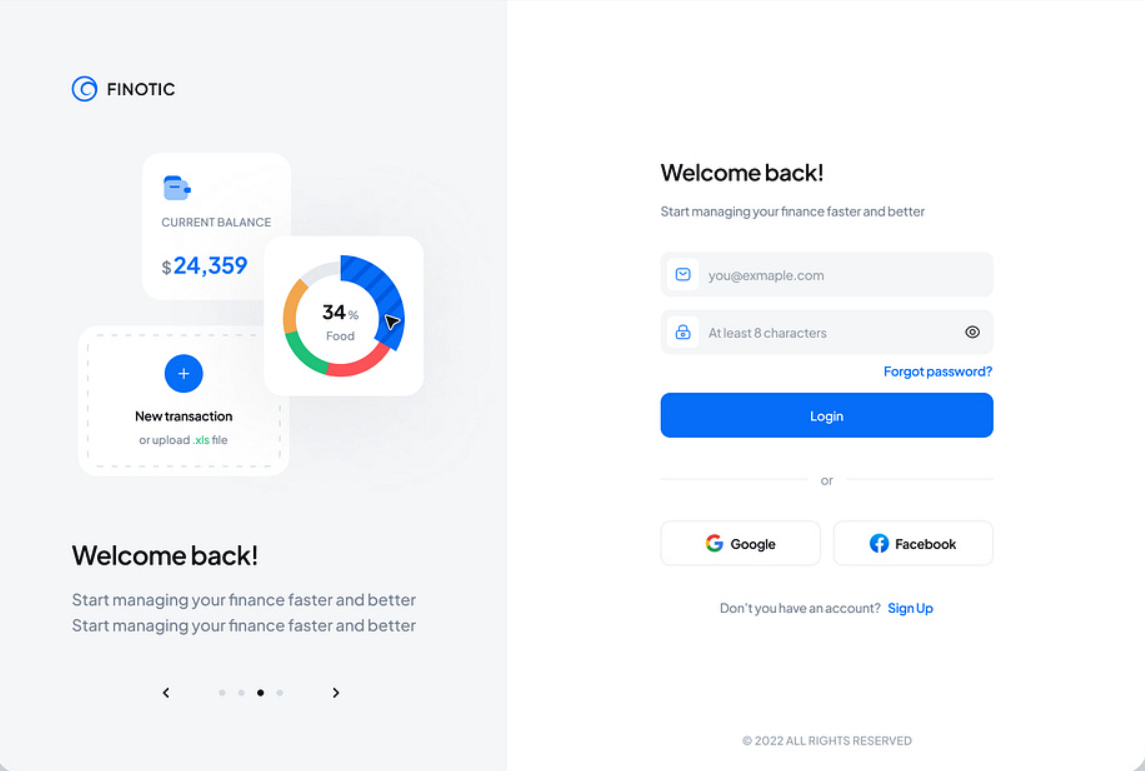 FINOTIC
CURRENT BALANCE
$24,359
34 %
Food
New transaction
or upload .xls file
Welcome back!
Start managing your finance faster and better
Start managing your finance faster and better
Welcome back!
Start managing your finance faster and better
you@exmaple.com
At least 8 characters
Forgot password?
Login
or
Google
Facebook
Don't you have an account? Sign Up
© 2022 ALL RIGHTS RESERVED